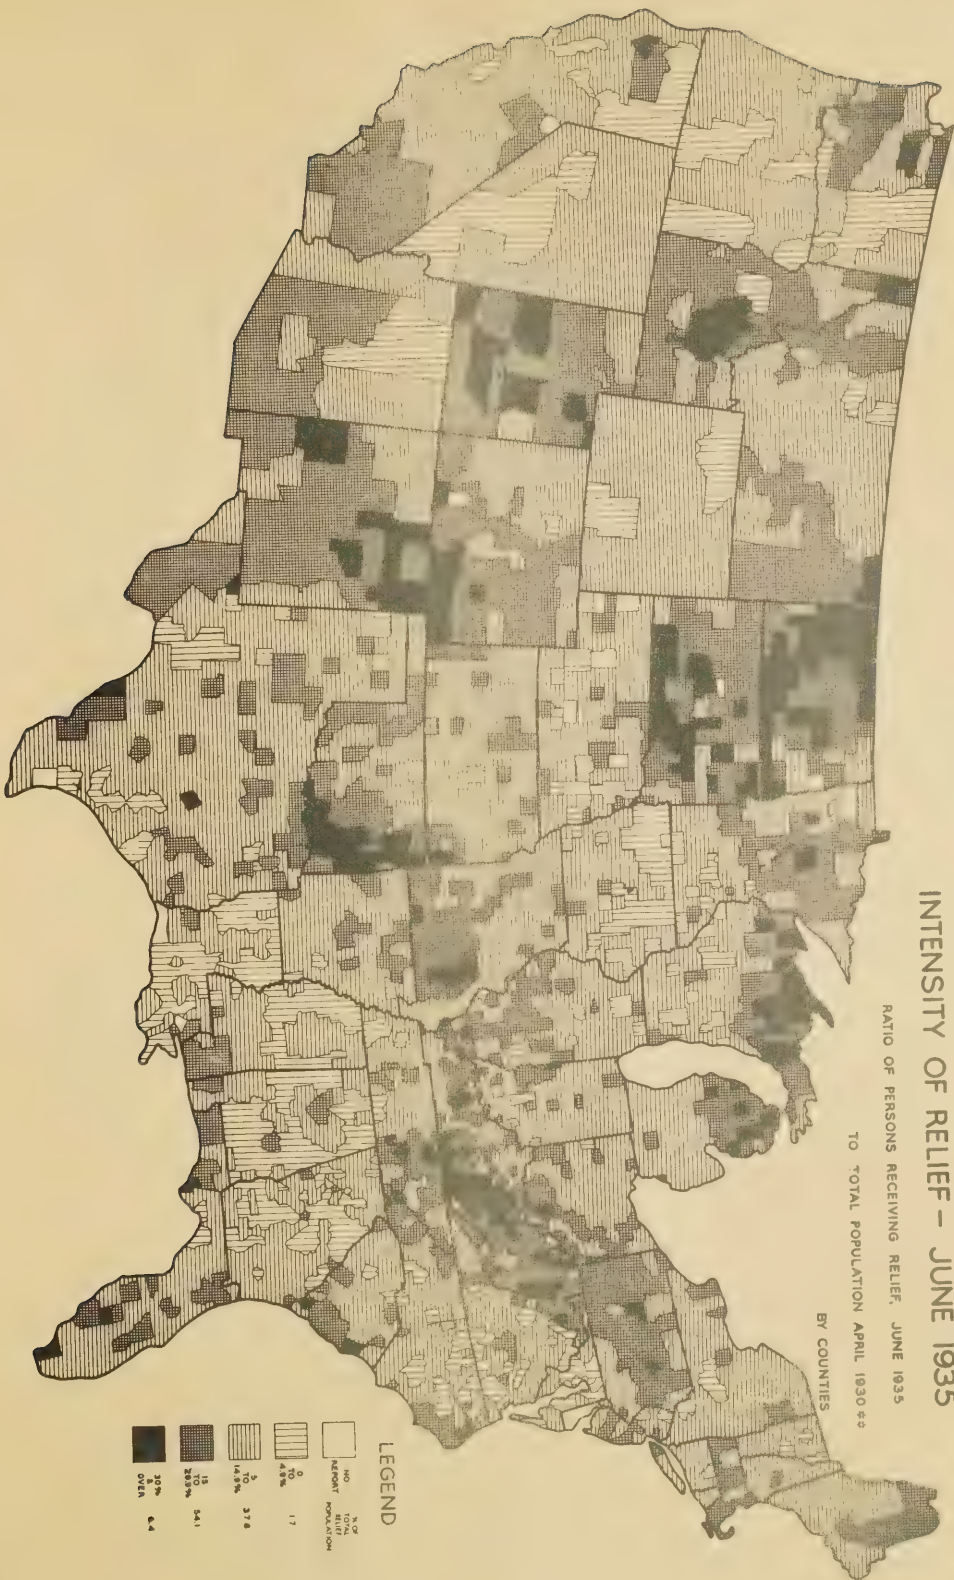 INTENSITY OF RELIEF – JUNE 1935
RATIO OF PERSONS RECEIVING RELIEF, JUNE 1935
TO TOTAL POPULATION APRIL 1930 **
BY COUNTIES
LEGEND
% OF
TOTAL
RELIEF
POPULATION
NO
REPORT
0
TO
4.9%
1.7
5
TO
14.9%
37.8
15
TO
29.9%
54.1
30%
&
OVER
6.4